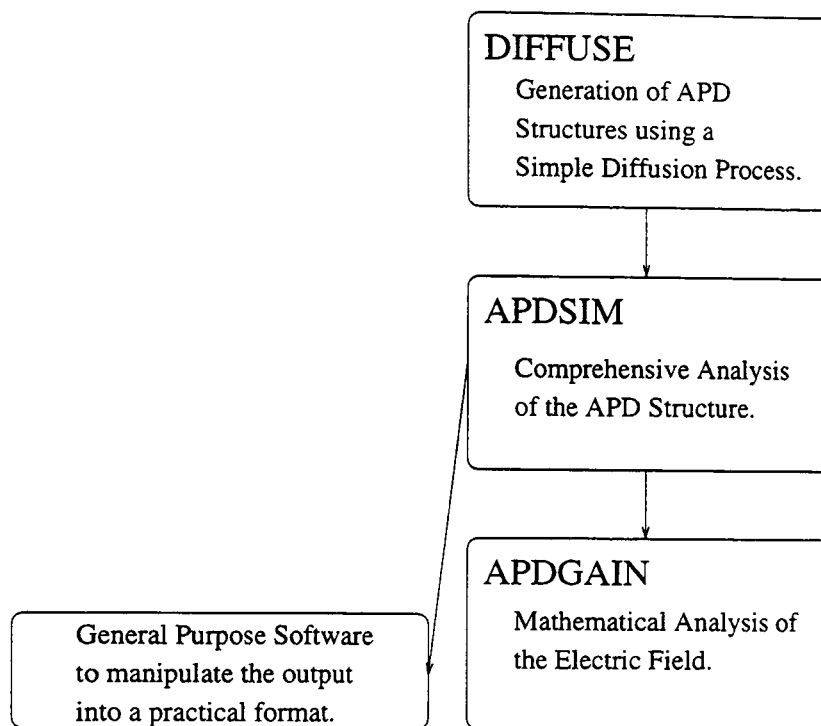 DIFFUSE
Generation of APD
Structures using a
Simple Diffusion Process.
APDSIM
Comprehensive Analysis
of the APD Structure.
APDGAIN
Mathematical Analysis of
the Electric Field.
General Purpose Software
to manipulate the output
into a practical format.